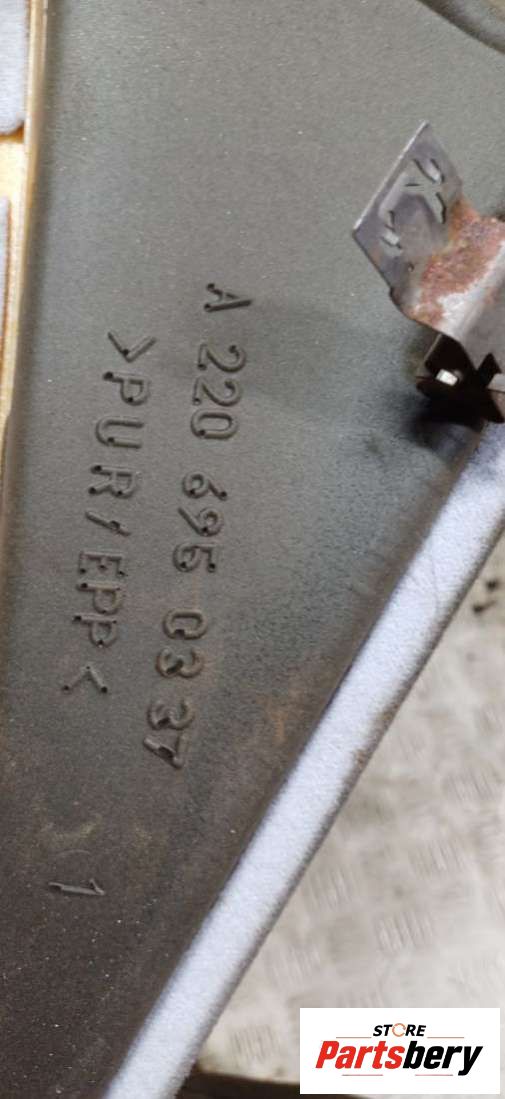 A 220 695 03 37
>PUR/EPP<
1
STORE
Partsbery